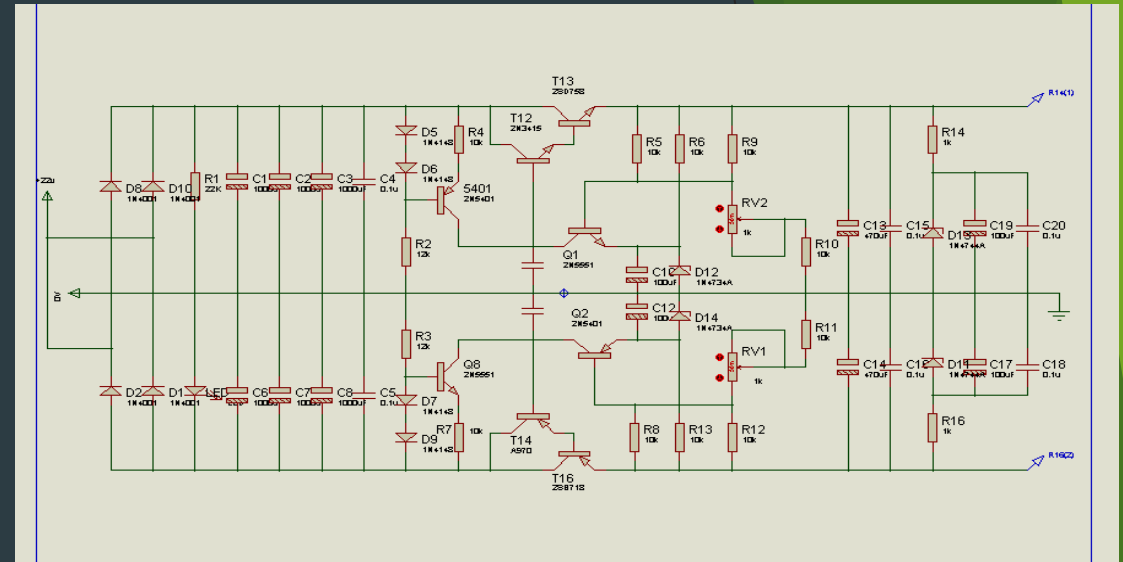 T13
2SD758
R14(1)
T12
2N3415
D5
1N4148
R4
10k
R5
10k
R6
10k
R9
10k
R14
1k
D6
1N4148
D8
1N4001
D10
R1
22K
C1
C2
C3
C4
0.1u
5401
2N5401
RV2
1k
C13
470uF
C15
0.1u
1N4744A
C19
100uF
C20
0.1u
R2
12k
Q1
2N5551
R10
10k
C10
100uF
D12
1N4734A
0V
Q2
2N5401
C12
D14
1N4734A
R11
10k
R3
12k
RV1
1k
Q8
2N5551
C14
470uF
C17
100uF
C18
0.1u
D2
1N4001
D1
1N4001
C6
C7
C8
1000uF
C5
0.1u
D7
1N4148
R7
10k
D9
1N4148
T14
A970
R8
10k
R13
10k
R12
10k
R16
1k
T16
2SB718
R16(2)